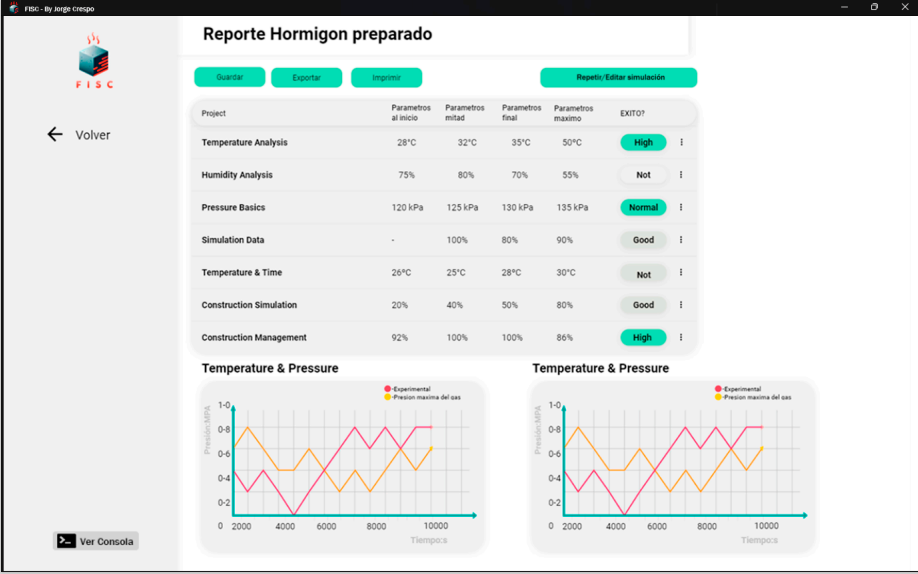 FISC - By Jorge Crespo
FISC
Volver
Reporte Hormigon preparado
Guardar Exportar Imprimir Repetir/Editar simulación
Project Parametros al inicio Parametros mitad Parametros final Parametros maximo EXITO?
Temperature Analysis 28°C 32°C 35°C 50°C High
Humidity Analysis 75% 80% 70% 55% Not
Pressure Basics 120 kPa 125 kPa 130 kPa 135 kPa Normal
Simulation Data - 100% 80% 90% Good
Temperature & Time 26°C 25°C 28°C 30°C Not
Construction Simulation 20% 40% 50% 80% Good
Construction Management 92% 100% 100% 86% High
Temperature & Pressure
-Experimental
-Presion maxima del gas
Presión:MPA
1-0
0-8
0-6
0-4
0-2
0 2000 4000 6000 8000 10000
Tiempo:s
Temperature & Pressure
-Experimental
-Presion maxima del gas
Presión:MPA
1-0
0-8
0-6
0-4
0-2
0 2000 4000 6000 8000 10000
Tiempo:s
Ver Consola